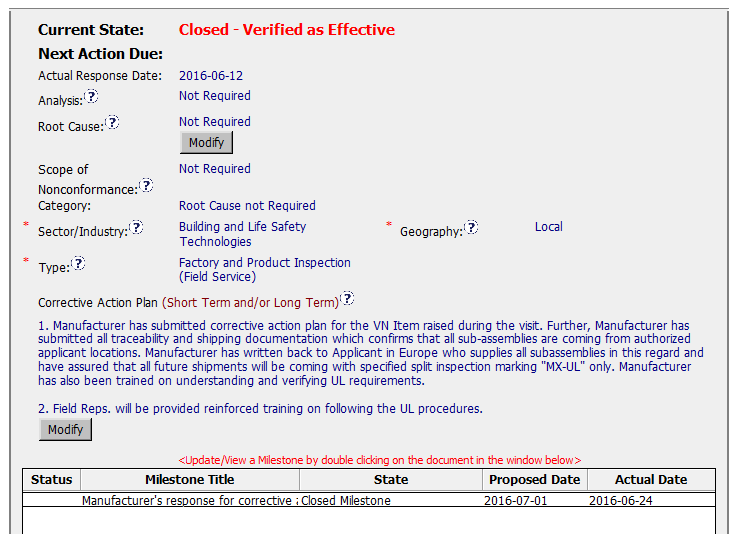 Current State: Closed - Verified as Effective
Next Action Due:
Actual Response Date: 2016-06-12
Analysis:? Not Required
Root Cause:? Not Required
Modify
Scope of Not Required
Nonconformance:?
Category: Root Cause not Required
* Sector/Industry:? Building and Life Safety * Geography:? Local
Technologies
* Type:? Factory and Product Inspection
(Field Service)
Corrective Action Plan (Short Term and/or Long Term)?
1. Manufacturer has submitted corrective action plan for the VN Item raised during the visit. Further, Manufacturer has
submitted all traceability and shipping documentation which confirms that all sub-assemblies are coming from authorized
applicant locations. Manufacturer has written back to Applicant in Europe who supplies all subassemblies in this regard and
have assured that all future shipments will be coming with specified split inspection marking "MX-UL" only. Manufacturer
has also been trained on understanding and verifying UL requirements.
2. Field Reps. will be provided reinforced training on following the UL procedures.
Modify
<Update/View a Milestone by double clicking on the document in the window below>
Status Milestone Title State Proposed Date Actual Date
Manufacturer's response for corrective Closed Milestone 2016-07-01 2016-06-24